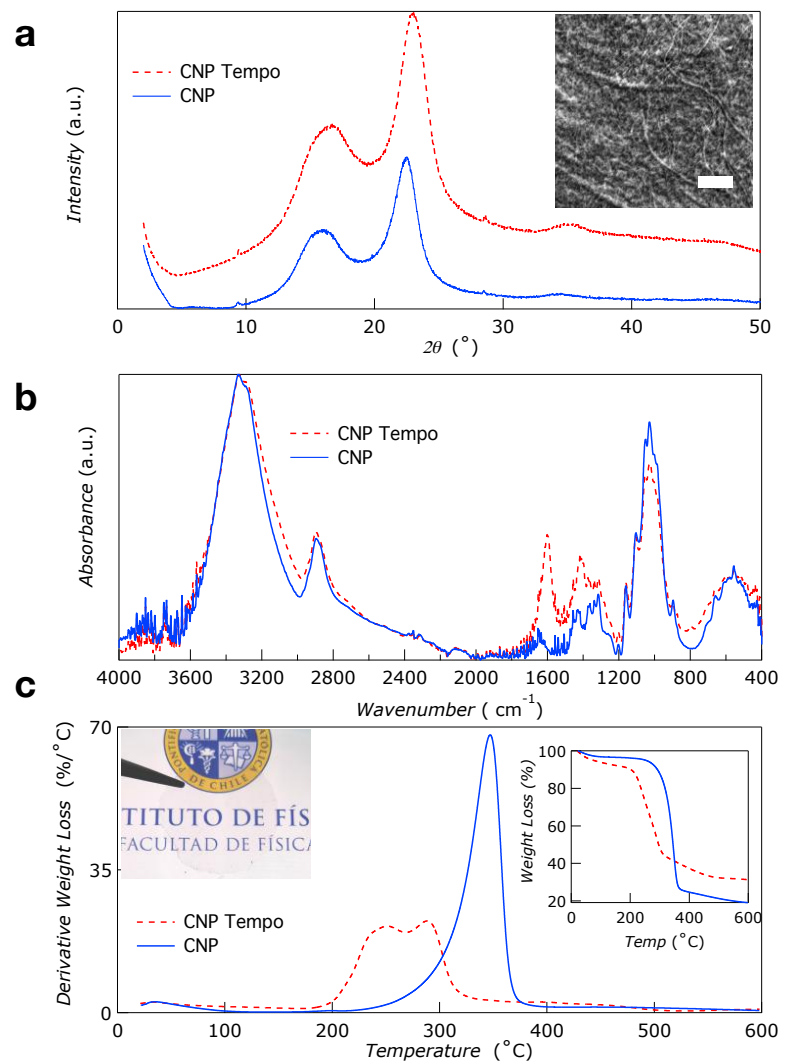 a
CNP Tempo
CNP
Intensity (a.u.)
0 10 20 30 40 50
2θ (°)
b
CNP Tempo
CNP
Absorbance (a.u.)
4000 3600 3200 2800 2400 2000 1600 1200 800 400
Wavenumber ( cm-1)
c
70
35
0
Derivative Weight Loss (%/°C)
DE CHILE
TITUTO DE FÍS
FACULTAD DE FÍSICA
CNP Tempo
CNP
100
80
60
40
20
Weight Loss (%)
0 200 400 600
Temp (°C)
0 100 200 300 400 500 600
Temperature (°C)